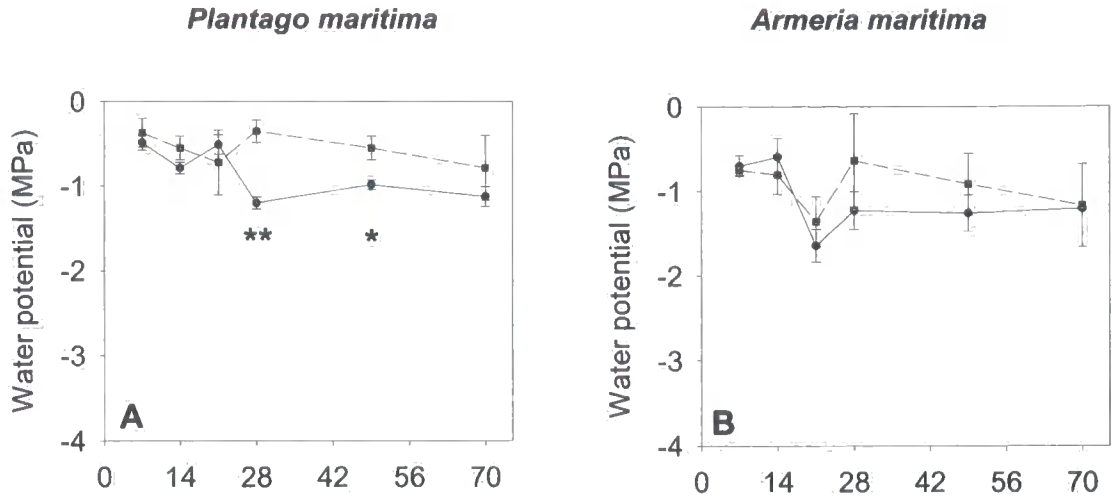 Plantago maritima
Armeria maritima
Water potential (MPa)
0
-1
-2
-3
-4
**
*
A
0 14 28 42 56 70
Water potential (MPa)
0
-1
-2
-3
-4
B
0 14 28 42 56 70